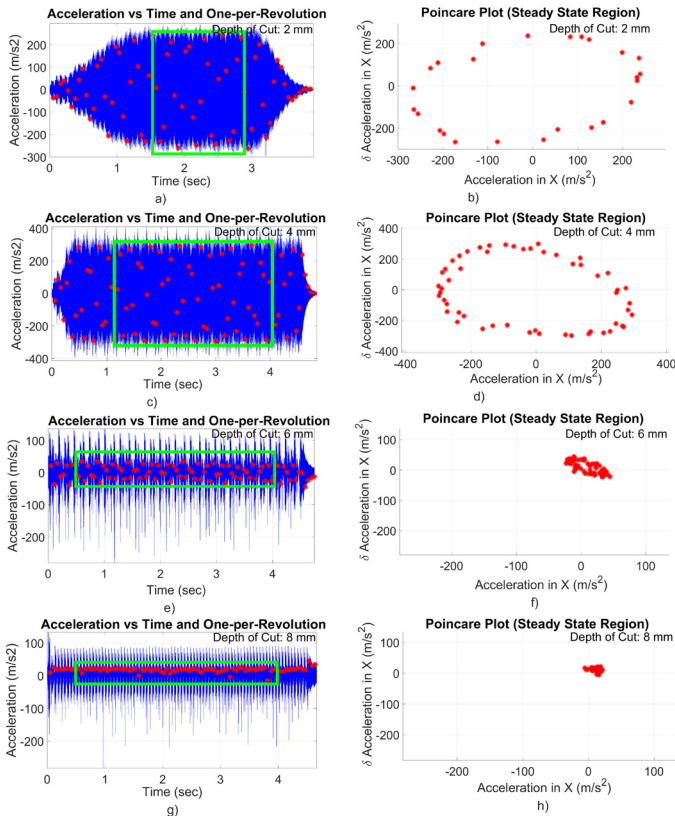 Acceleration vs Time and One-per-Revolution
Depth of Cut: 2 mm
Acceleration (m/s2)
200
100
0
-100
-200
-300
0 1 2 3
Time (sec)
a)
Poincare Plot (Steady State Region)
Depth of Cut: 2 mm
δ Acceleration in X (m/s²)
200
0
-200
-300 -200 -100 0 100 200
Acceleration in X (m/s²)
b)
Acceleration vs Time and One-per-Revolution
Depth of Cut: 4 mm
Acceleration (m/s2)
400
200
0
-200
-400
0 1 2 3 4
Time (sec)
c)
Poincare Plot (Steady State Region)
Depth of Cut: 4 mm
δ Acceleration in X (m/s²)
400
300
200
100
0
-100
-200
-300
-400
-400 -200 0 200 400
Acceleration in X (m/s²)
d)
Acceleration vs Time and One-per-Revolution
Depth of Cut: 6 mm
Acceleration (m/s2)
100
0
-100
-200
0 1 2 3 4
Time (sec)
e)
Poincare Plot (Steady State Region)
Depth of Cut: 6 mm
δ Acceleration in X (m/s²)
100
0
-100
-200
-200 -100 0 100
Acceleration in X (m/s²)
f)
Acceleration vs Time and One-per-Revolution
Depth of Cut: 8 mm
Acceleration (m/s2)
100
0
-100
-200
0 1 2 3 4
Time (sec)
g)
Poincare Plot (Steady State Region)
Depth of Cut: 8 mm
δ Acceleration in X (m/s²)
100
0
-100
-200
-200 -100 0 100
Acceleration in X (m/s²)
h)